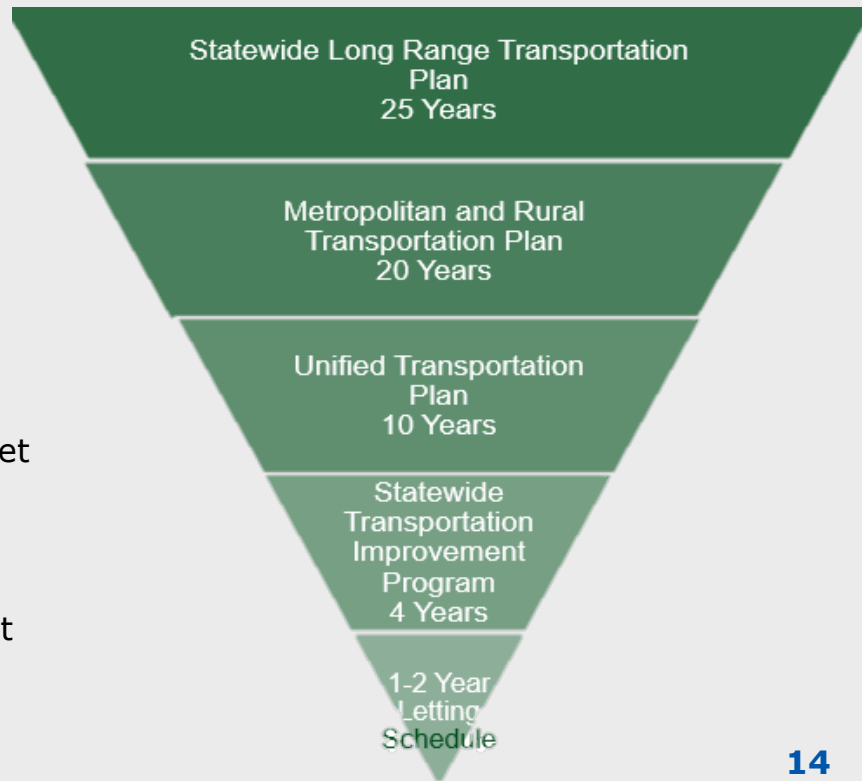 Statewide Long Range Transportation
Plan
25 Years
Metropolitan and Rural
Transportation Plan
20 Years
Unified Transportation
Plan
10 Years
et
Statewide
Transportation
Improvement
Program
4 Years
t
1-2 Year
Letting
Schedule
14